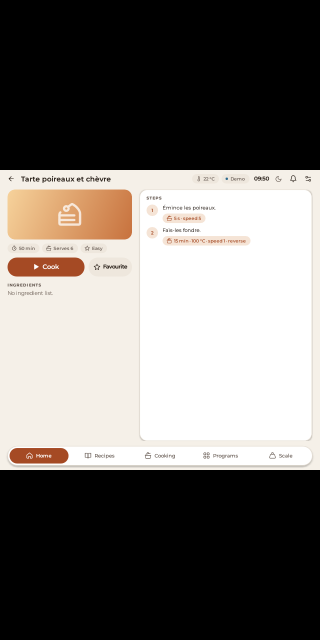 Tarte poireaux et chèvre
22°C
Demo
09:50
50 min
Serves 6
Easy
Cook
Favourite
INGREDIENTS
No ingredient list.
STEPS
1
Émince les poireaux.
5 s · speed 5
2
Fais-les fondre.
15 min · 100 °C · speed 1 · reverse
Home
Recipes
Cooking
Programs
Scale